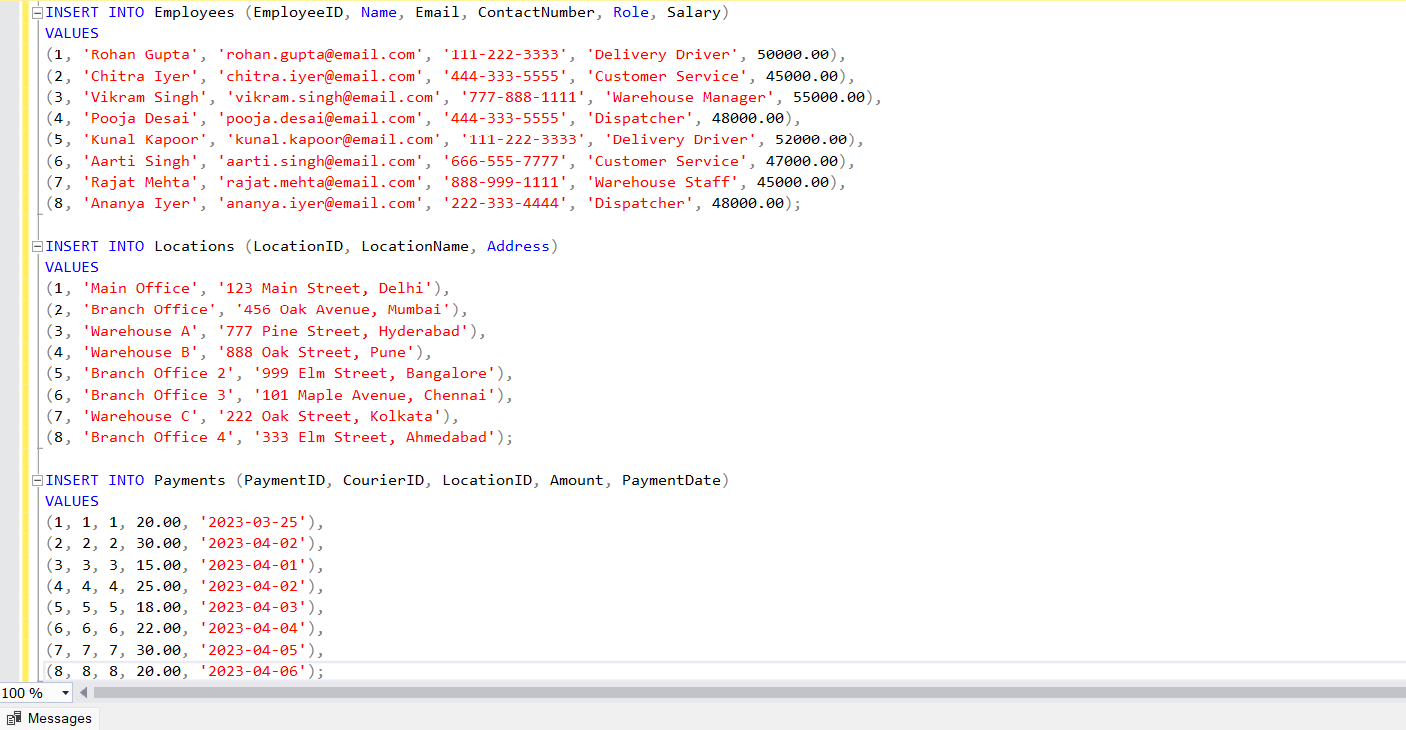 INSERT INTO Employees (EmployeeID, Name, Email, ContactNumber, Role, Salary)
VALUES
(1, 'Rohan Gupta', 'rohan.gupta@email.com', '111-222-3333', 'Delivery Driver', 50000.00),
(2, 'Chitra Iyer', 'chitra.iyer@email.com', '444-333-5555', 'Customer Service', 45000.00),
(3, 'Vikram Singh', 'vikram.singh@email.com', '777-888-1111', 'Warehouse Manager', 55000.00),
(4, 'Pooja Desai', 'pooja.desai@email.com', '444-333-5555', 'Dispatcher', 48000.00),
(5, 'Kunal Kapoor', 'kunal.kapoor@email.com', '111-222-3333', 'Delivery Driver', 52000.00),
(6, 'Aarti Singh', 'aarti.singh@email.com', '666-555-7777', 'Customer Service', 47000.00),
(7, 'Rajat Mehta', 'rajat.mehta@email.com', '888-999-1111', 'Warehouse Staff', 45000.00),
(8, 'Ananya Iyer', 'ananya.iyer@email.com', '222-333-4444', 'Dispatcher', 48000.00);
INSERT INTO Locations (LocationID, LocationName, Address)
VALUES
(1, 'Main Office', '123 Main Street, Delhi'),
(2, 'Branch Office', '456 Oak Avenue, Mumbai'),
(3, 'Warehouse A', '777 Pine Street, Hyderabad'),
(4, 'Warehouse B', '888 Oak Street, Pune'),
(5, 'Branch Office 2', '999 Elm Street, Bangalore'),
(6, 'Branch Office 3', '101 Maple Avenue, Chennai'),
(7, 'Warehouse C', '222 Oak Street, Kolkata'),
(8, 'Branch Office 4', '333 Elm Street, Ahmedabad');
INSERT INTO Payments (PaymentID, CourierID, LocationID, Amount, PaymentDate)
VALUES
(1, 1, 1, 20.00, '2023-03-25'),
(2, 2, 2, 30.00, '2023-04-02'),
(3, 3, 3, 15.00, '2023-04-01'),
(4, 4, 4, 25.00, '2023-04-02'),
(5, 5, 5, 18.00, '2023-04-03'),
(6, 6, 6, 22.00, '2023-04-04'),
(7, 7, 7, 30.00, '2023-04-05'),
(8, 8, 8, 20.00, '2023-04-06');
100 %
Messages